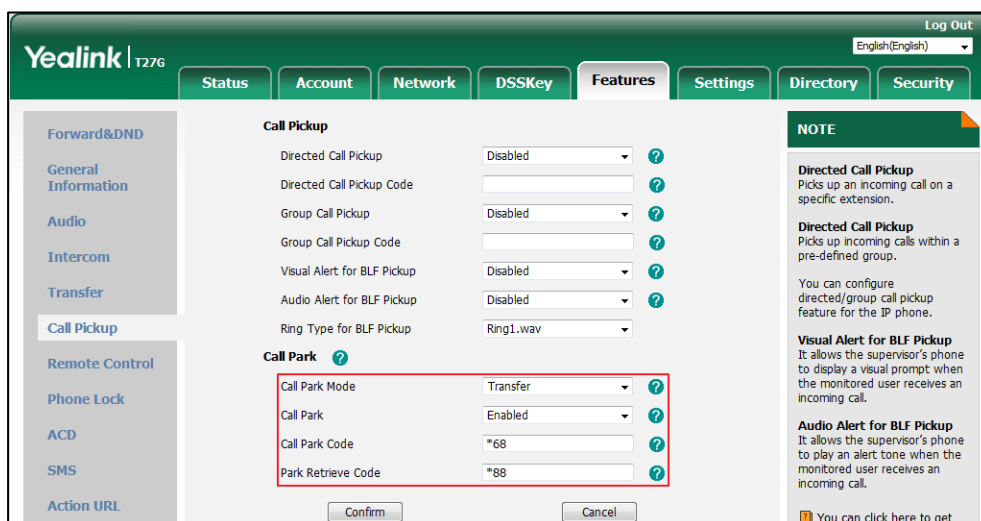 Log Out
Yealink T27G
English(English)
Status
Account
Network
DSSKey
Features
Settings
Directory
Security
Forward&DND
General
Information
Audio
Intercom
Transfer
Call Pickup
Remote Control
Phone Lock
ACD
SMS
Action URL
Call Pickup
Directed Call Pickup Disabled ?
Directed Call Pickup Code ?
Group Call Pickup Disabled ?
Group Call Pickup Code ?
Visual Alert for BLF Pickup Disabled ?
Audio Alert for BLF Pickup Disabled ?
Ring Type for BLF Pickup Ring1.wav
Call Park ?
Call Park Mode Transfer ?
Call Park Enabled ?
Call Park Code *68 ?
Park Retrieve Code *88 ?
Confirm
Cancel
NOTE
Directed Call Pickup
Picks up an incoming call on a
specific extension.
Directed Call Pickup
Picks up incoming calls within a
pre-defined group.
You can configure
directed/group call pickup
feature for the IP phone.
Visual Alert for BLF Pickup
It allows the supervisor's phone
to display a visual prompt when
the monitored user receives an
incoming call.
Audio Alert for BLF Pickup
It allows the supervisor's phone
to play an alert tone when the
monitored user receives an
incoming call.
? You can click here to get